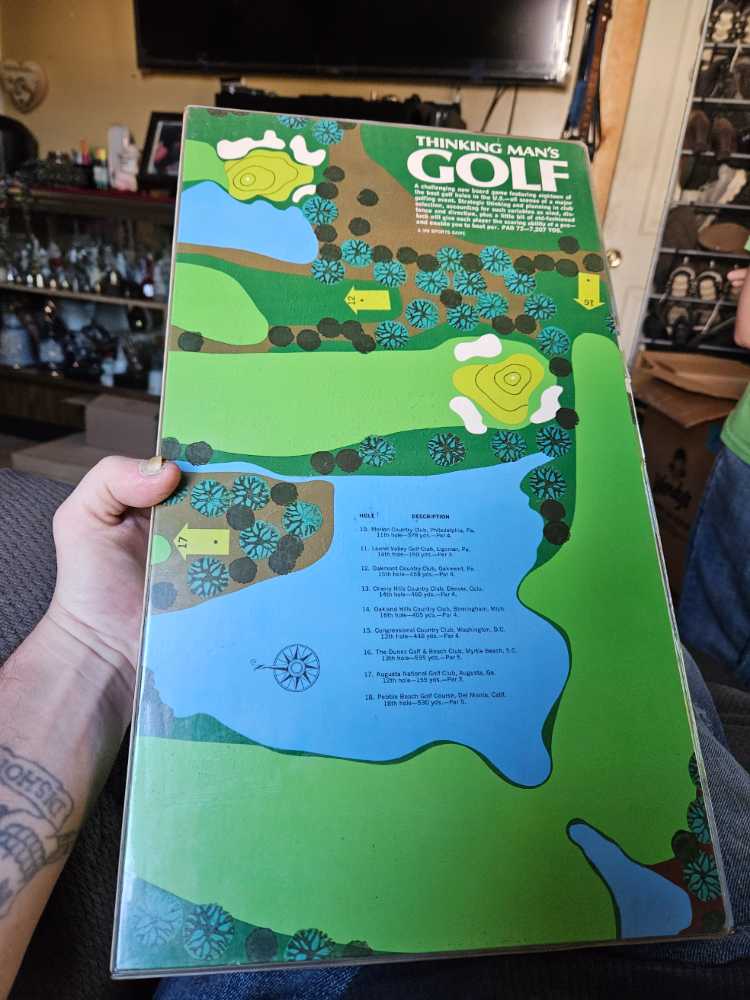 THINKING MAN'S
GOLF
A challenging new board game featuring eighteen of
the best golf holes in the U.S.—all scenes of a major
golfing event. Strategic thinking and planning in club
selection, accounting for such variables as wind, dis-
tance and direction, plus a little bit of old-fashioned
luck will give each player the scoring ability of a pro—
and enable you to beat par. PAR 72—7,207 YDS.
A 3M SPORTS GAME
12
16
17
HOLE DESCRIPTION
10. Merion Country Club, Philadelphia, Pa.
11th hole—378 yds.—Par 4.
11. Laurel Valley Golf Club, Ligonier, Pa.
14th hole— yds.—Par 3.
12. Oakmont Country Club, Oakmont, Pa.
15th hole— yds.—Par 4.
13. Cherry Hills Country Club, Denver, Colo.
14th hole— yds.—Par 4.
14. Oakland Hills Country Club, Birmingham, Mich.
16th hole—405 yds.—Par 4.
15. Congressional Country Club, Washington, D.C.
12th hole— yds.—Par 4.
16. The Dunes Golf & Beach Club, Myrtle Beach, S.C.
13th hole— yds.—Par 5.
17. Augusta National Golf Club, Augusta, Ga.
12th hole—155 yds.—Par 3.
18. Pebble Beach Golf Course, Del Monte, Calif.
18th hole—530 yds.—Par 5.
DISHO